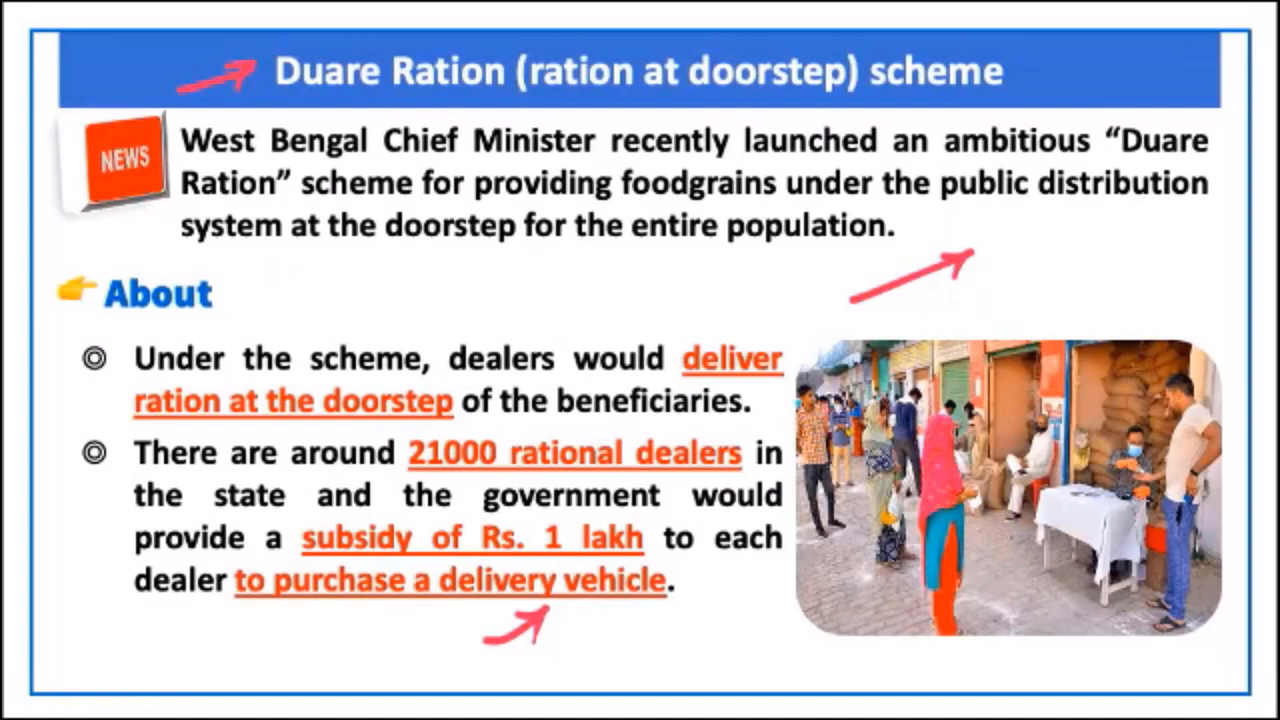 Duare Ration (ration at doorstep) scheme
NEWS
West Bengal Chief Minister recently launched an ambitious “Duare
Ration” scheme for providing foodgrains under the public distribution
system at the doorstep for the entire population.
About
Under the scheme, dealers would deliver
ration at the doorstep of the beneficiaries.
There are around 21000 rational dealers in
the state and the government would
provide a subsidy of Rs. 1 lakh to each
dealer to purchase a delivery vehicle.